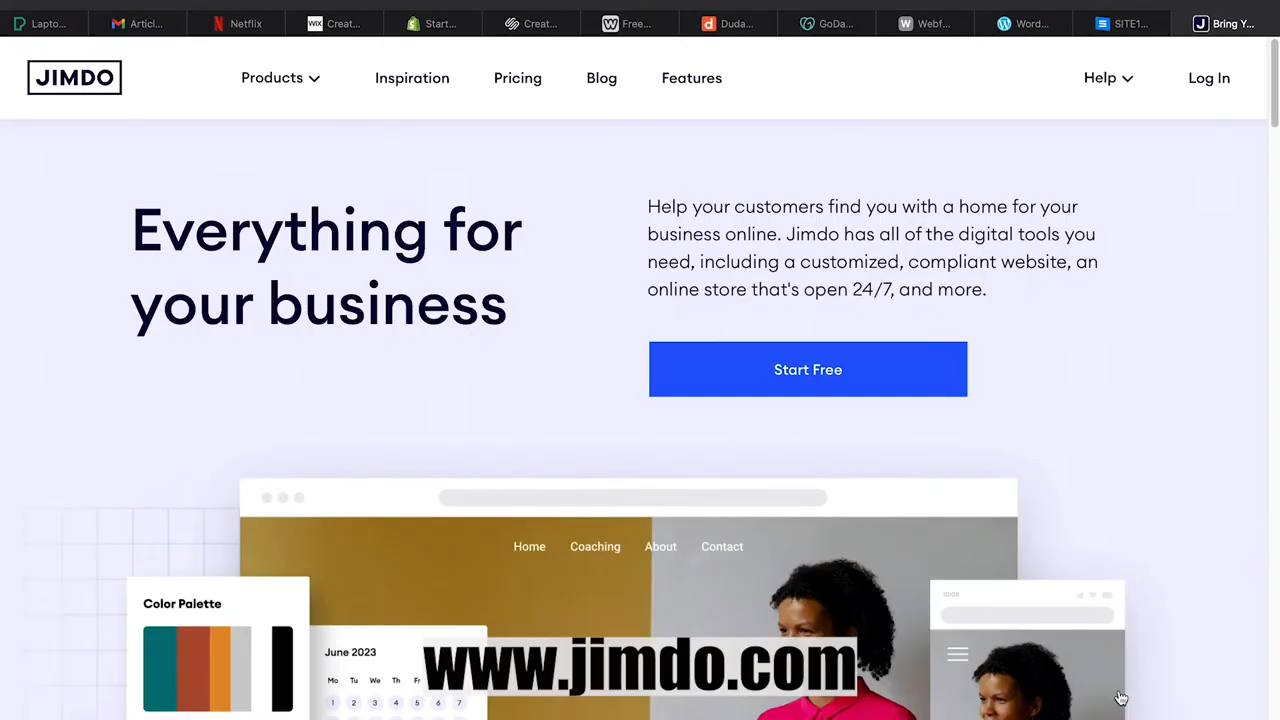 Lapto...
Articl...
Netflix
WIX Creat...
Start...
Creat...
Free...
Duda...
GoDa...
Webf...
Word...
SITE1...
Bring Y...
JIMDO
Products
Inspiration
Pricing
Blog
Features
Help
Log In
Everything for
your business
Help your customers find you with a home for your
business online. Jimdo has all of the digital tools you
need, including a customized, compliant website, an
online store that's open 24/7, and more.
Start Free
Home
Coaching
About
Contact
Color Palette
June 2023
Mo Tu We Th Fr
1 2 3 4 5 6 7
10:05
www.jimdo.com